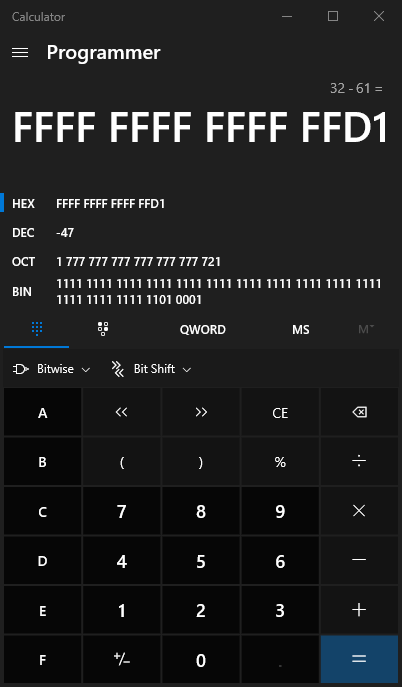 Calculator
Programmer
32 - 61 =
FFFF FFFF FFFF FFD1
HEX FFFF FFFF FFFF FFD1
DEC -47
OCT 1 777 777 777 777 777 777 721
BIN 1111 1111 1111 1111 1111 1111 1111 1111 1111 1111 1111
1111 1111 1111 1101 0001
QWORD MS M˅
Bitwise Bit Shift
A << >> CE
B ( ) % ÷
C 7 8 9 ×
D 4 5 6 −
E 1 2 3 +
F +/− 0 . =